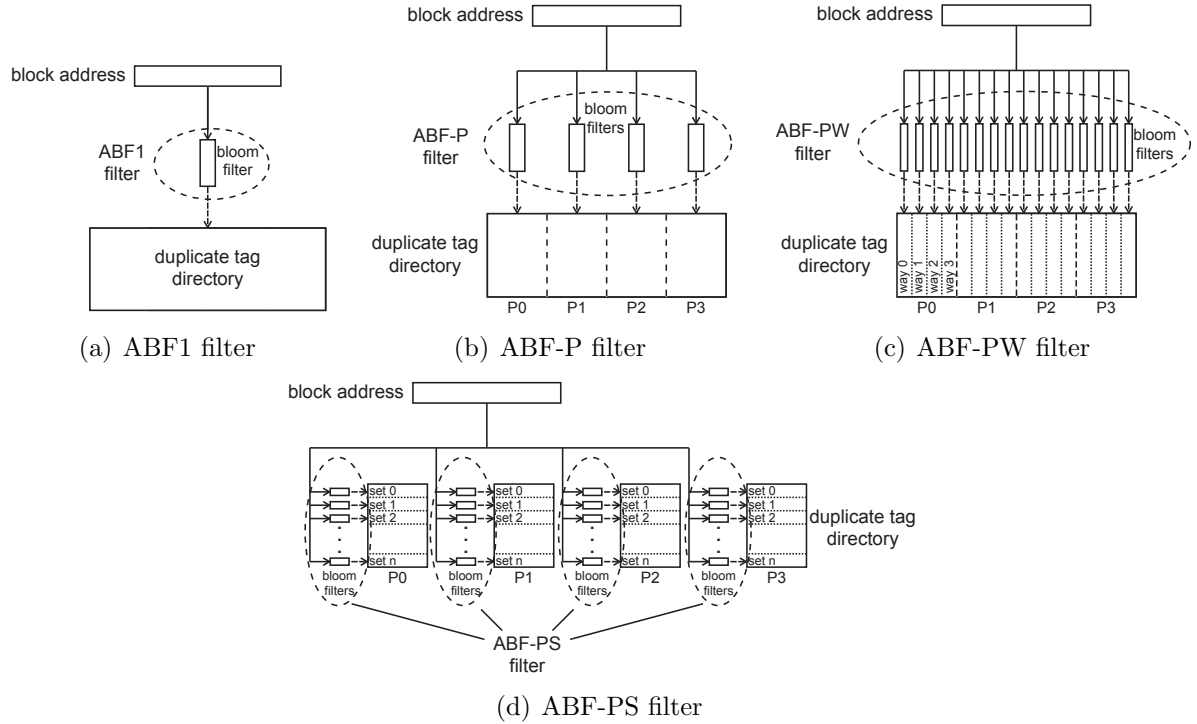 block address
ABF1
filter
bloom
filter
duplicate tag
directory
(a) ABF1 filter
block address
ABF-P
filter
bloom
filters
duplicate tag
directory
P0 P1 P2 P3
(b) ABF-P filter
block address
ABF-PW
filter
bloom
filters
duplicate tag
directory
way 0
way 1
way 2
way 3
P0 P1 P2 P3
(c) ABF-PW filter
block address
set 0 set 0 set 0 set 0
set 1 set 1 set 1 set 1
set 2 set 2 set 2 set 2
set n set n set n set n
duplicate tag
directory
bloom
filters
P0
bloom
filters
P1
bloom
filters
P2
bloom
filters
P3
ABF-PS
filter
(d) ABF-PS filter